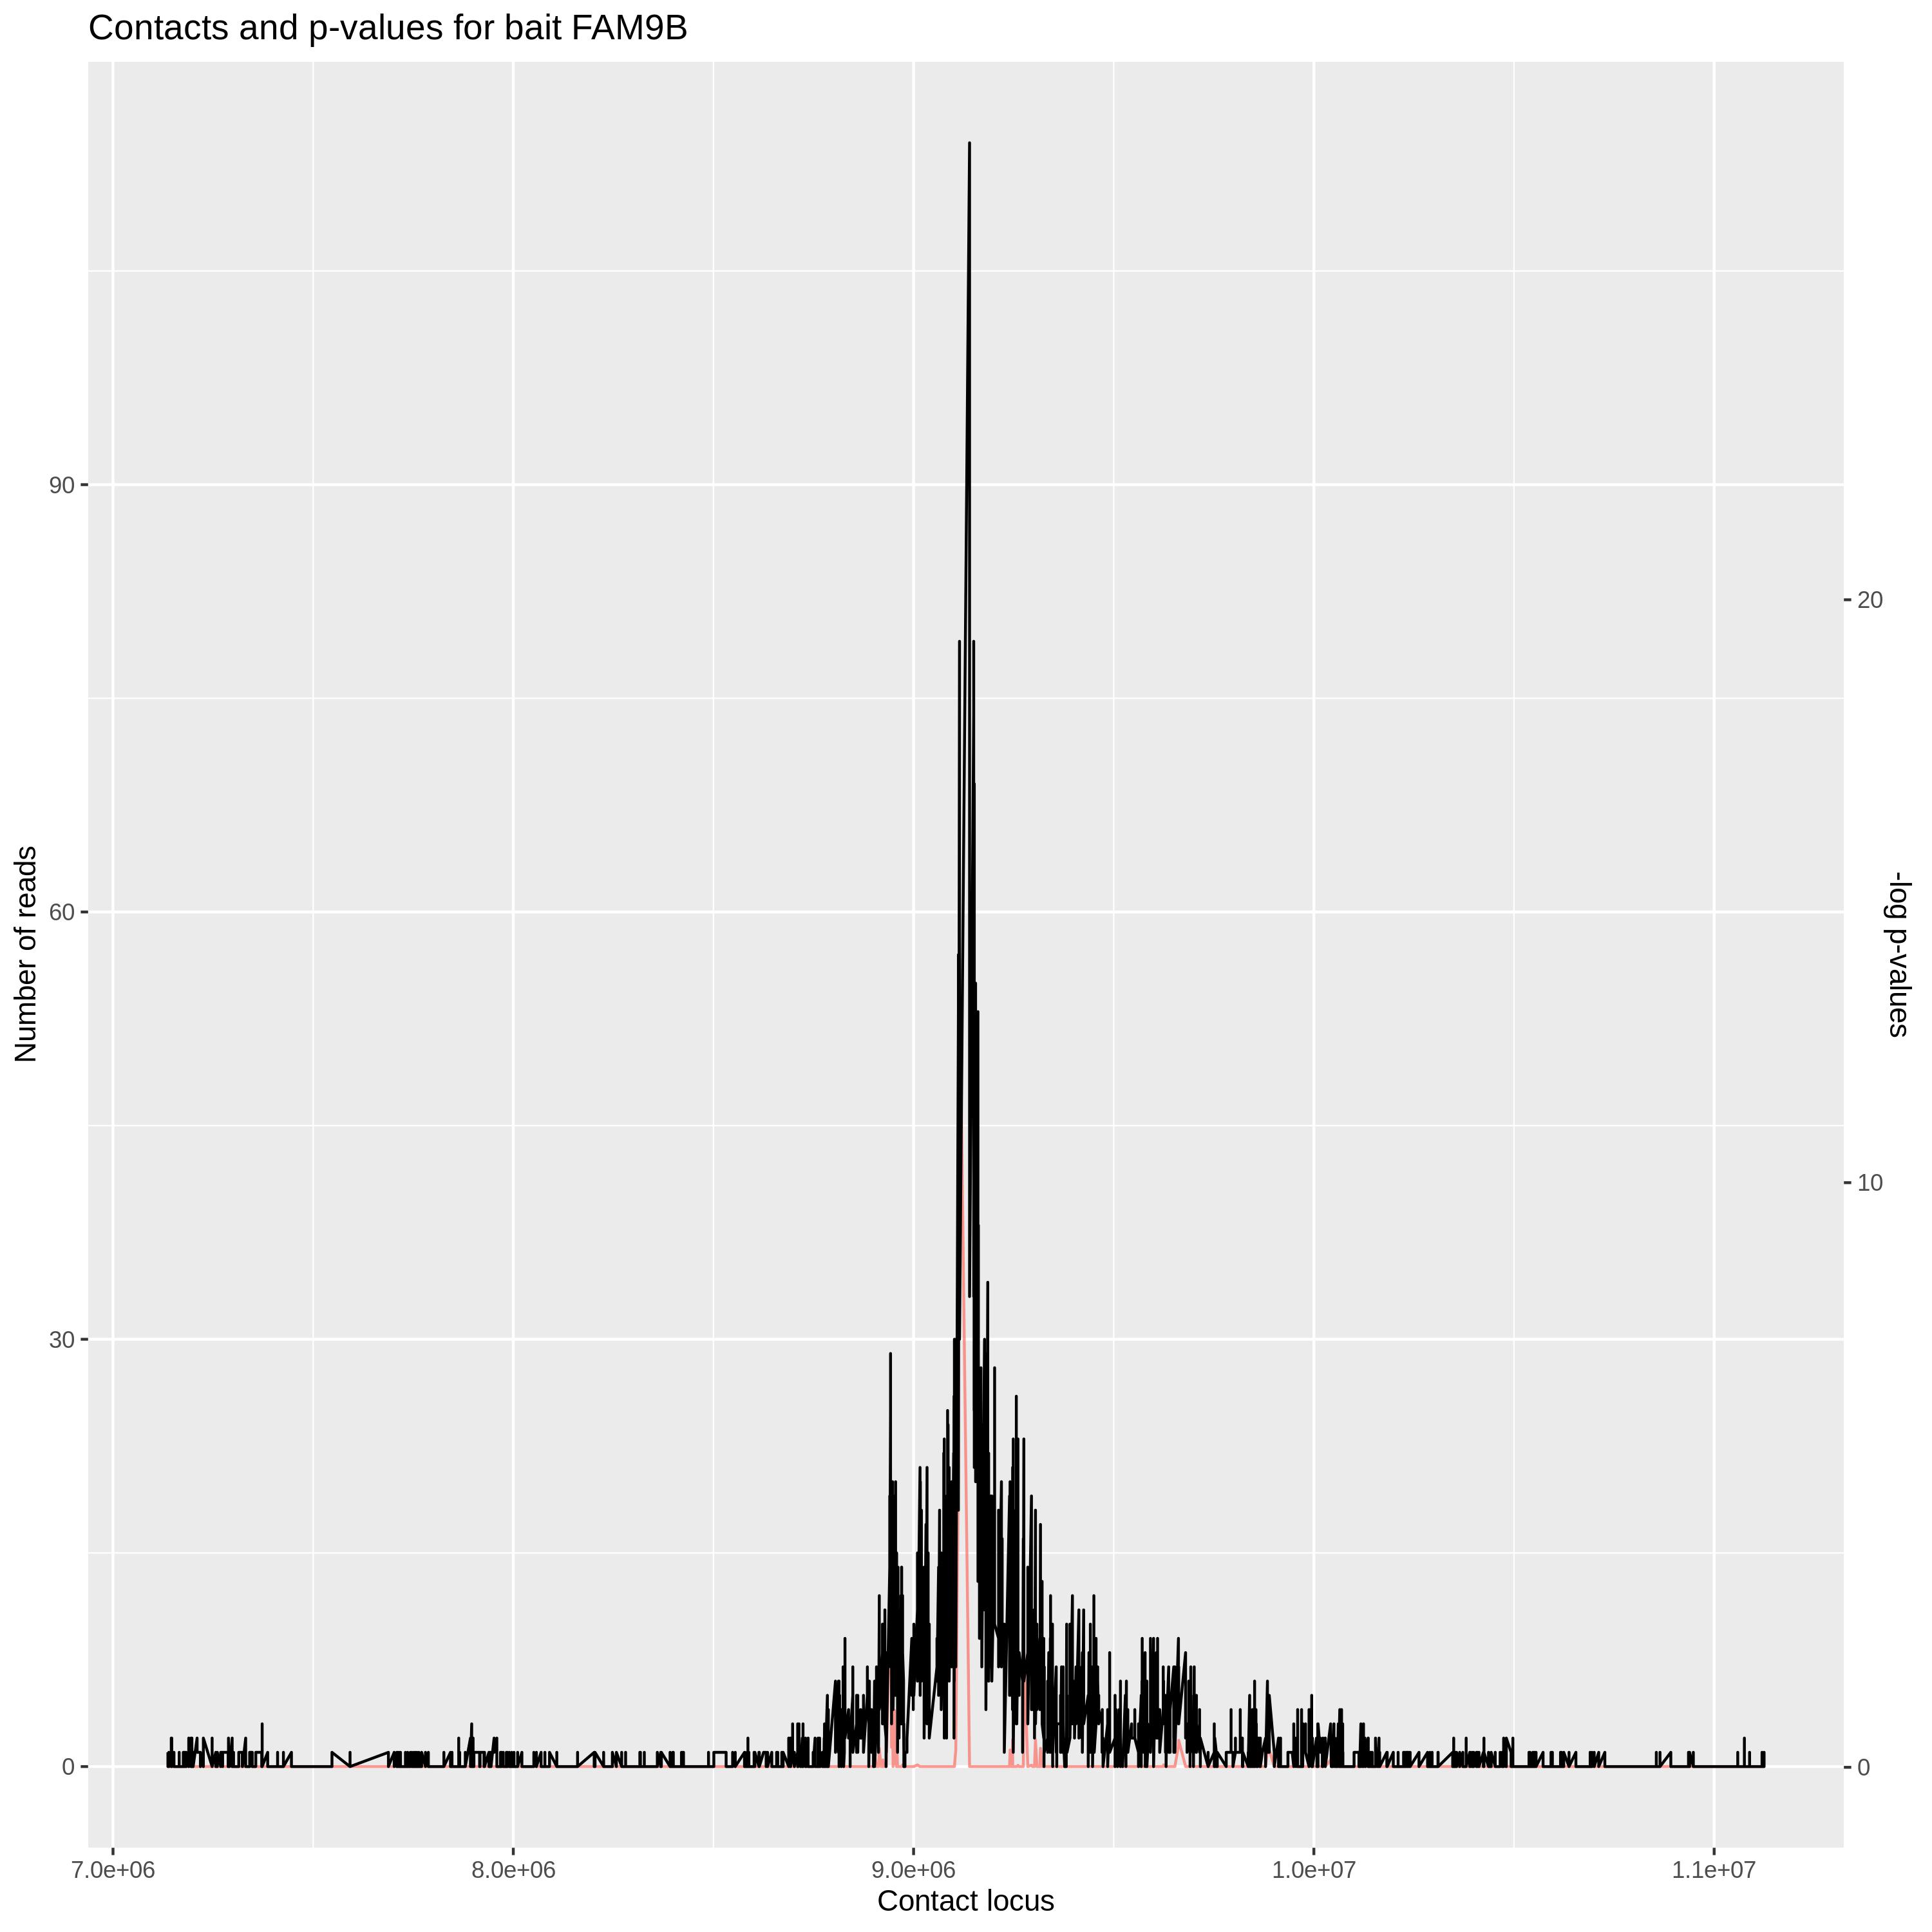 Contacts and p-values for bait FAM9B
Number of reads
90
60
30
0
20
10
0
-log p-values
7.0e+06
8.0e+06
9.0e+06
1.0e+07
1.1e+07
Contact locus